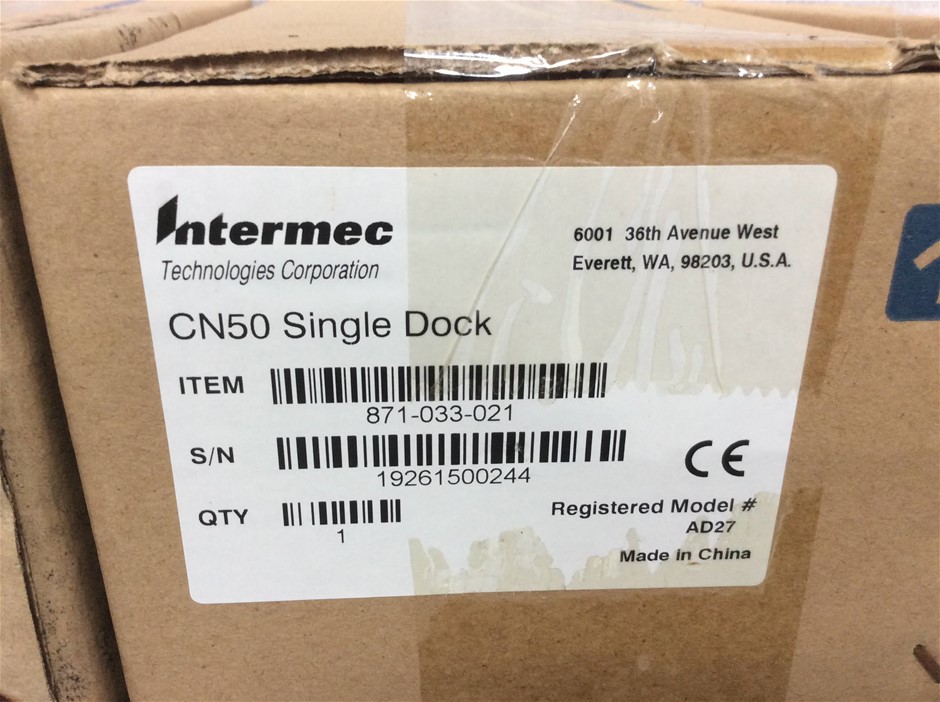 Intermec
Technologies Corporation
6001 36th Avenue West
Everett, WA, 98203, U.S.A.
CN50 Single Dock
ITEM
871-033-021
S/N
19261500244
CE
QTY
1
Registered Model #
AD27
Made in China